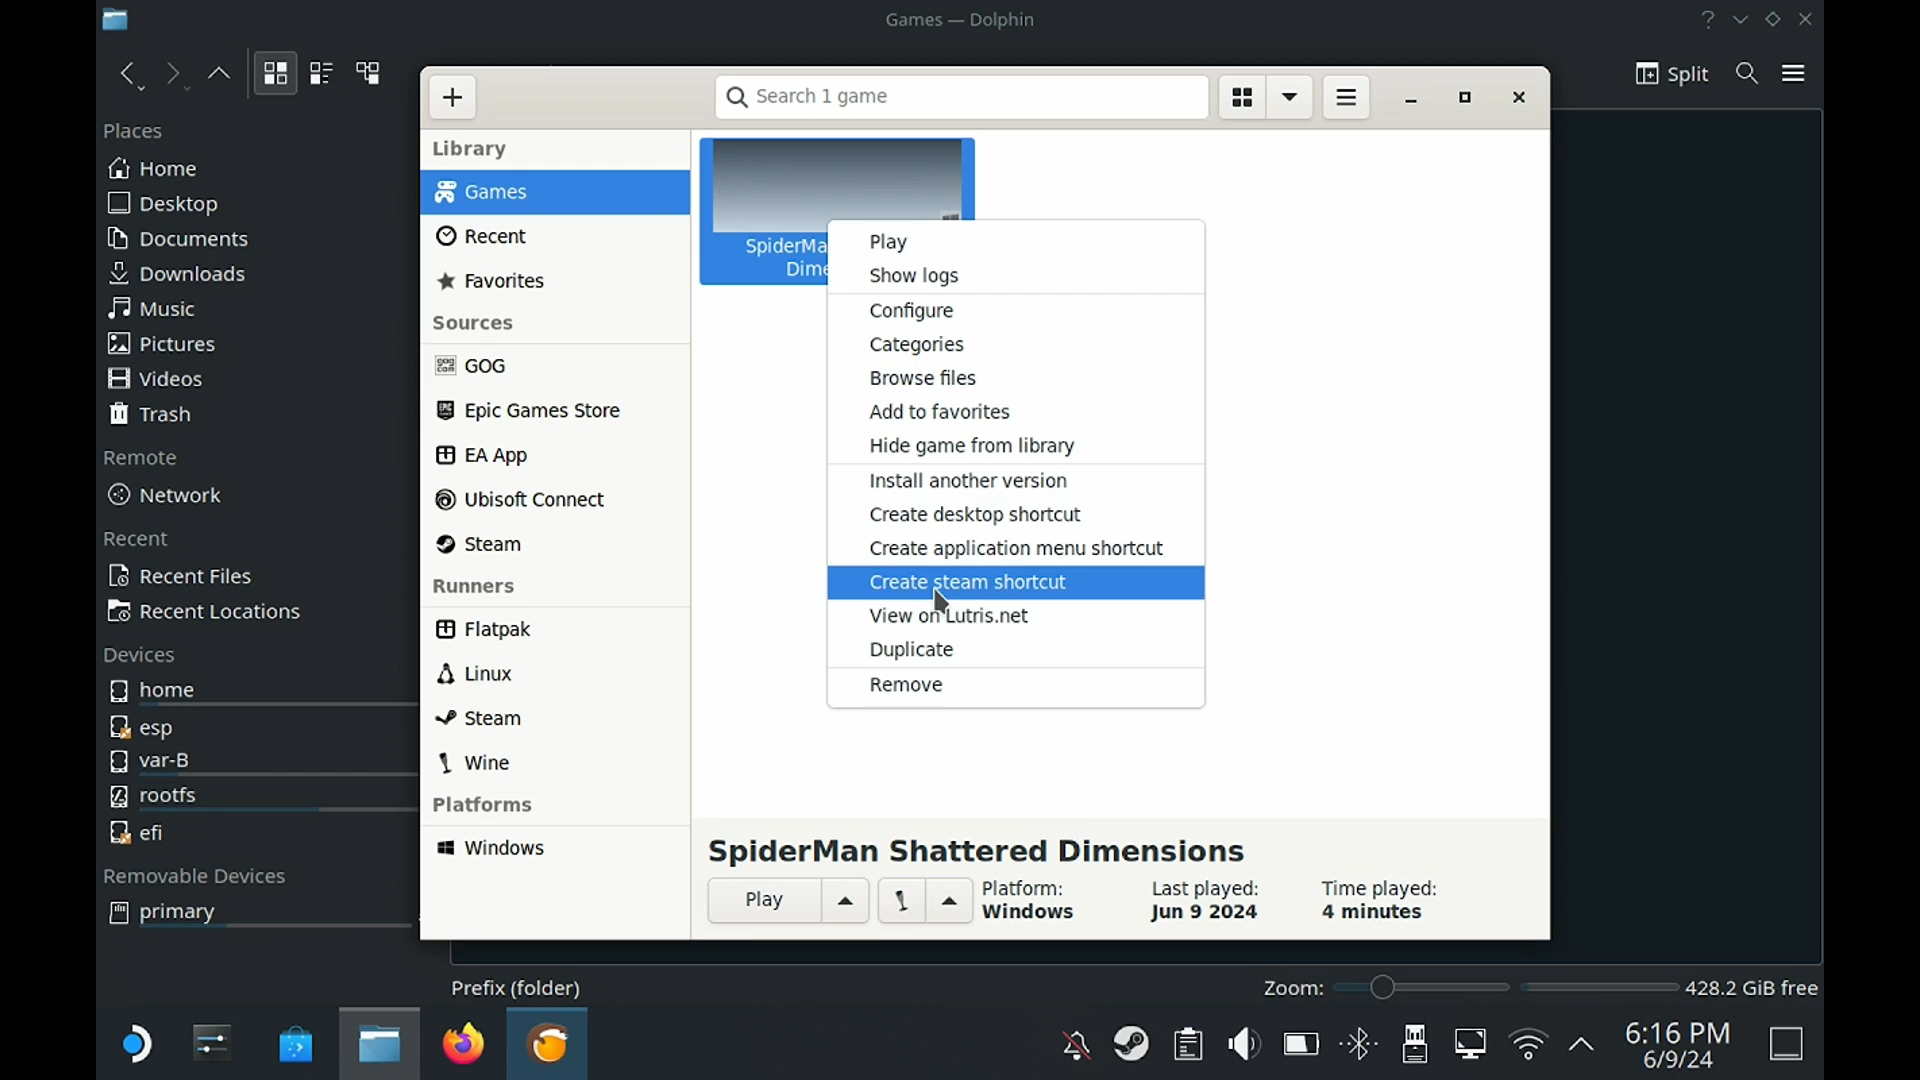 Games — Dolphin
Split
Places
Home
Desktop
Documents
Downloads
Music
Pictures
Videos
Trash
Remote
Network
Recent
Recent Files
Recent Locations
Devices
home
esp
var-B
rootfs
efi
Removable Devices
primary
Search 1 game
Library
Games
Recent
Favorites
Sources
GOG
Epic Games Store
EA App
Ubisoft Connect
Steam
Runners
Flatpak
Linux
Steam
Wine
Platforms
Windows
SpiderMa
Dime
Play
Show logs
Configure
Categories
Browse files
Add to favorites
Hide game from library
Install another version
Create desktop shortcut
Create application menu shortcut
Create steam shortcut
View on Lutris.net
Duplicate
Remove
SpiderMan Shattered Dimensions
Play
Platform:
Windows
Last played:
Jun 9 2024
Time played:
4 minutes
Prefix (folder)
Zoom:
428.2 GiB free
6:16 PM
6/9/24